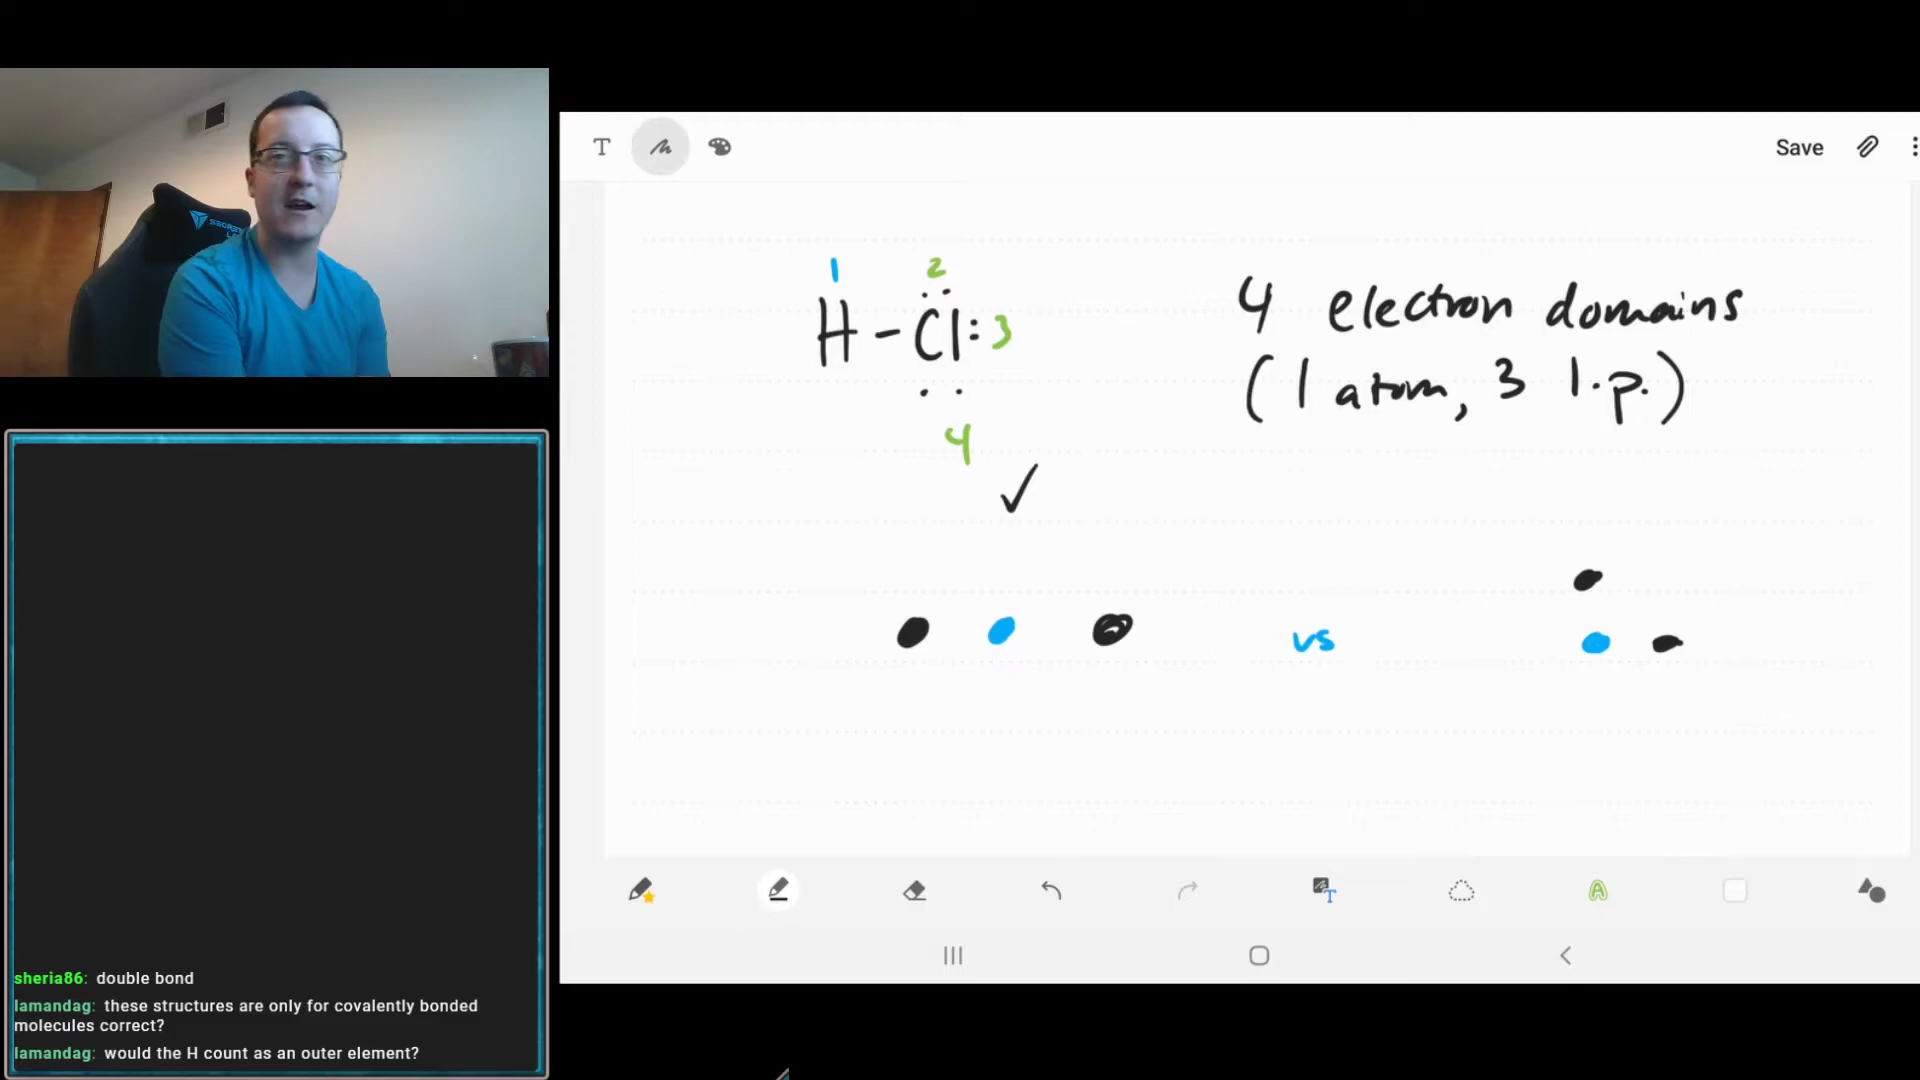 T
Save
1
2
H - Cl: 3
4
4 electron domains
(1 atom, 3 l.p.)
✓
vs
sheria86: double bond
lamandag: these structures are only for covalently bonded
molecules correct?
lamandag: would the H count as an outer element?
T
A